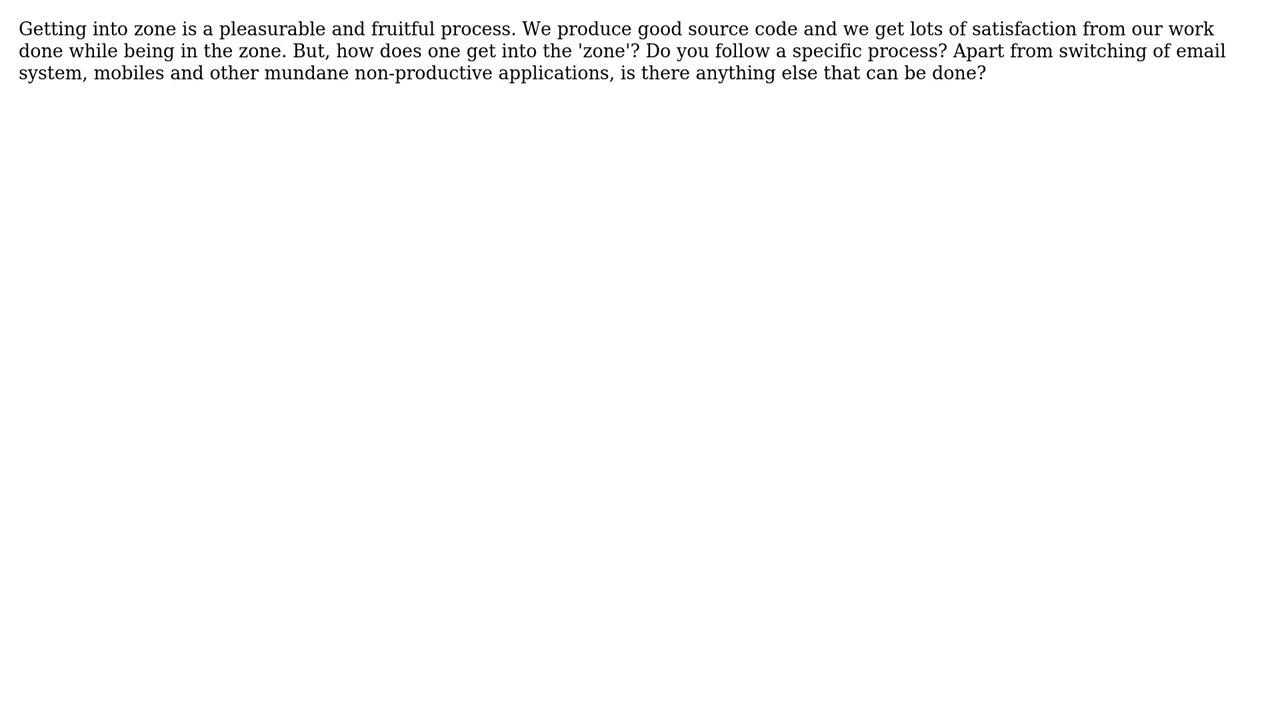 Getting into zone is a pleasurable and fruitful process. We produce good source code and we get lots of satisfaction from our work
done while being in the zone. But, how does one get into the 'zone'? Do you follow a specific process? Apart from switching of email
system, mobiles and other mundane non-productive applications, is there anything else that can be done?